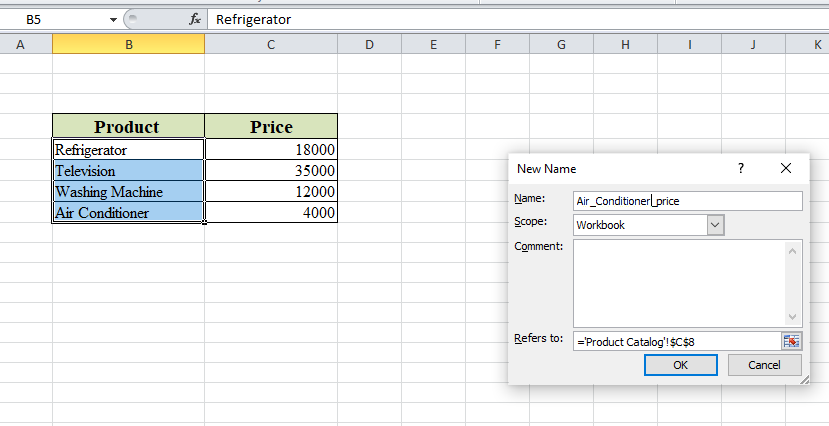 B5 fx Refrigerator
A B C D E F G H I J K
Product Price
Refrigerator 18000
Television 35000
Washing Machine 12000
Air Conditioner 4000
New Name ?
Name: Air_Conditioner_price
Scope: Workbook
Comment:
Refers to: ='Product Catalog'!$C$8
OK Cancel